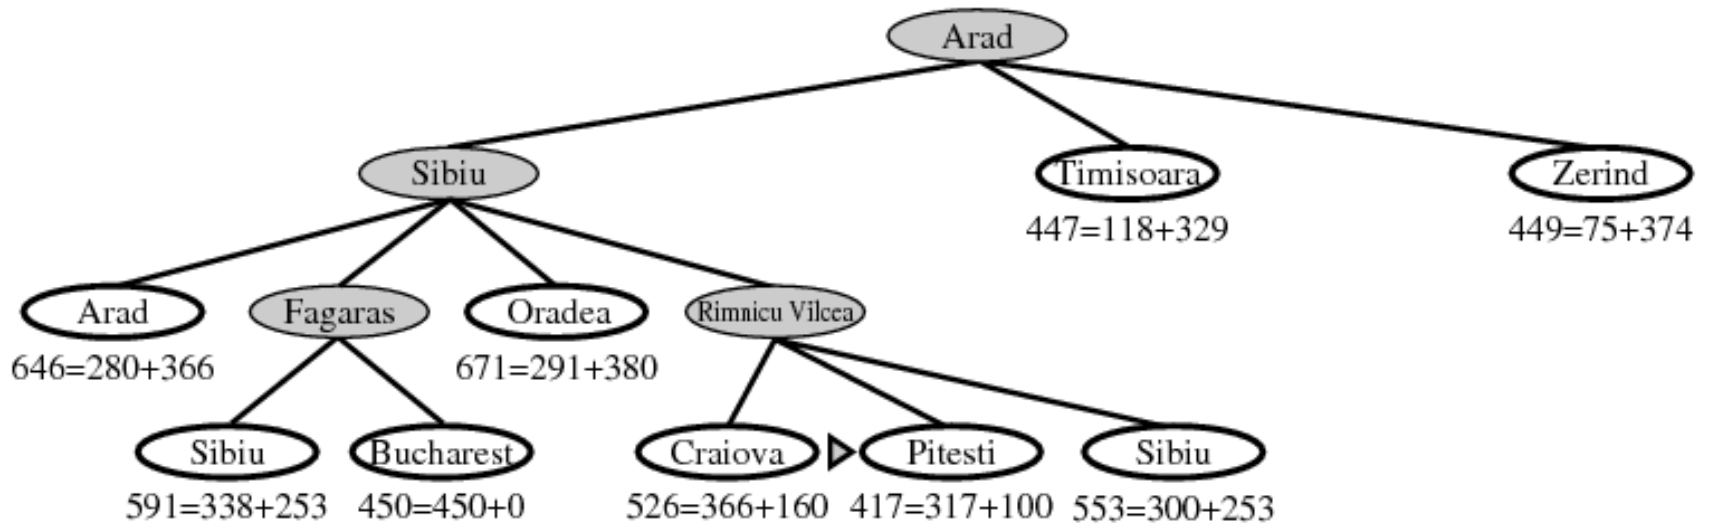 Arad
Sibiu
Timisoara
Zerind
447=118+329
449=75+374
Arad
Fagaras
Oradea
Rimnicu Vilcea
646=280+366
671=291+380
Sibiu
Bucharest
Craiova
Pitesti
Sibiu
591=338+253
450=450+0
526=366+160
417=317+100
553=300+253